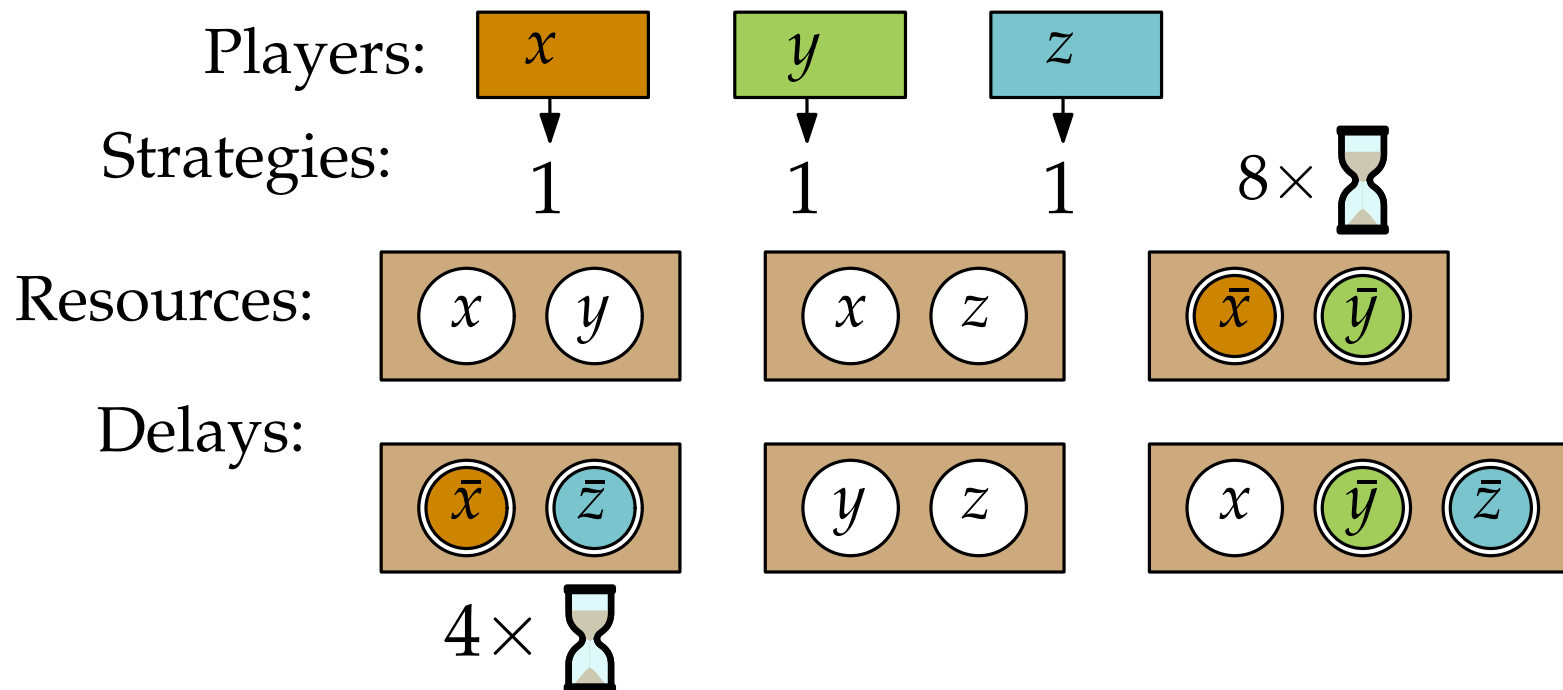 Players: x y z
Strategies: 1 1 1 8×
Resources: x y x z x̄ ȳ
Delays:
x̄ z̄ y z x ȳ z̄
4×